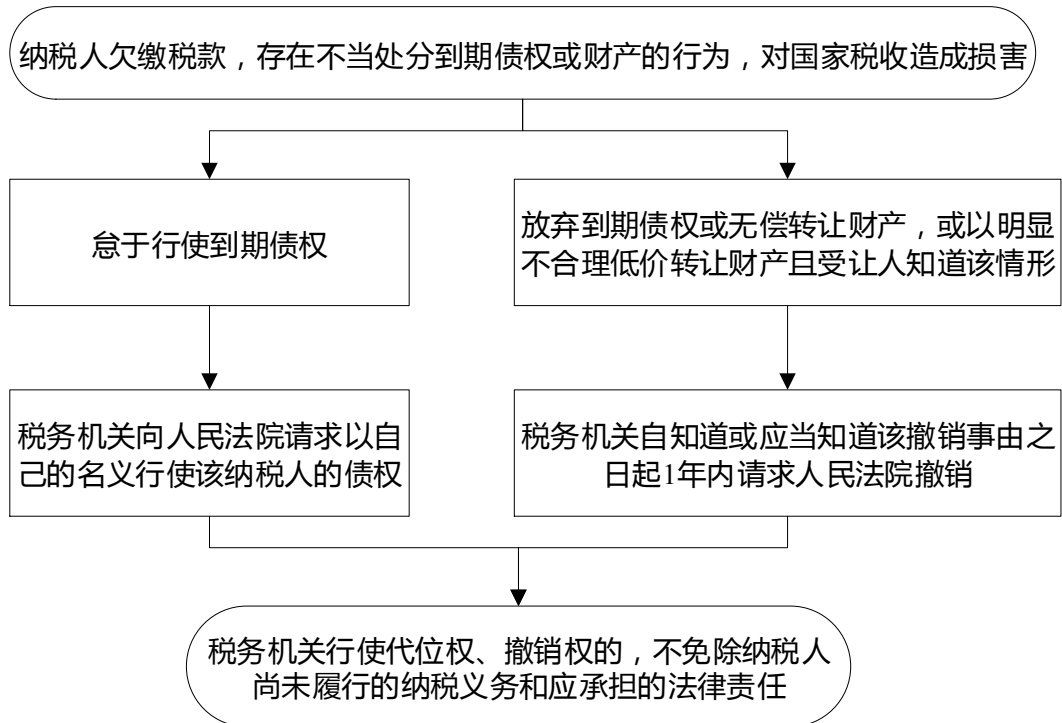 纳税人欠缴税款，存在不当处分到期债权或财产的行为，对国家税收造成损害
怠于行使到期债权
放弃到期债权或无偿转让财产，或以明显
不合理低价转让财产且受让人知道该情形
税务机关向人民法院请求以自
己的名义行使该纳税人的债权
税务机关自知道或应当知道该撤销事由之
日起1年内请求人民法院撤销
税务机关行使代位权、撤销权的，不免除纳税人
尚未履行的纳税义务和应承担的法律责任